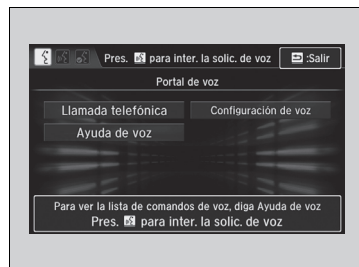 Pres. para inter. la solic. de voz
:Salir
Portal de voz
Llamada telefónica
Configuración de voz
Ayuda de voz
Para ver la lista de comandos de voz, diga Ayuda de voz
Pres. para inter. la solic. de voz